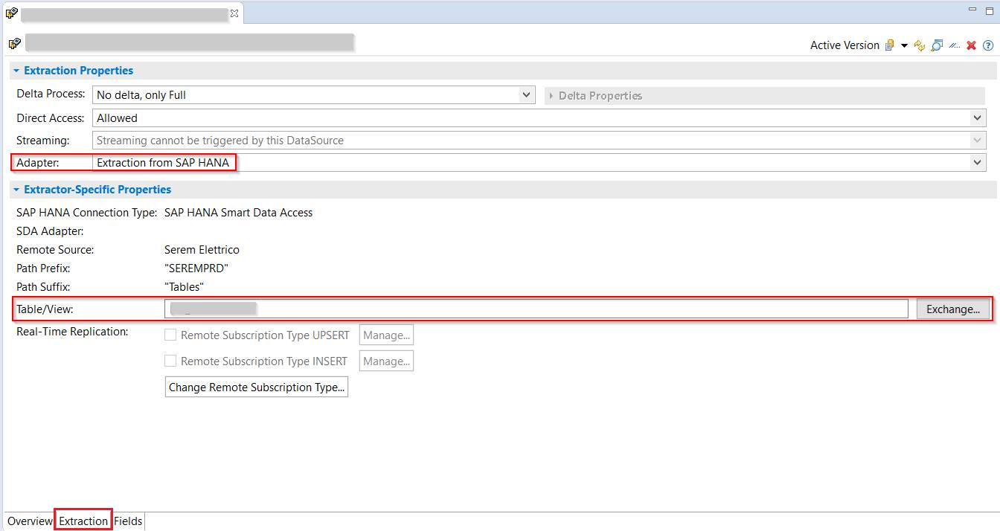 Active Version
Extraction Properties
Delta Process: No delta, only Full Delta Properties
Direct Access: Allowed
Streaming: Streaming cannot be triggered by this DataSource
Adapter: Extraction from SAP HANA
Extractor-Specific Properties
SAP HANA Connection Type: SAP HANA Smart Data Access
SDA Adapter:
Remote Source: Serem Elettrico
Path Prefix: "SEREMPRD"
Path Suffix: "Tables"
Table/View: Exchange...
Real-Time Replication: Remote Subscription Type UPSERT Manage...
Remote Subscription Type INSERT Manage...
Change Remote Subscription Type...
Overview Extraction Fields